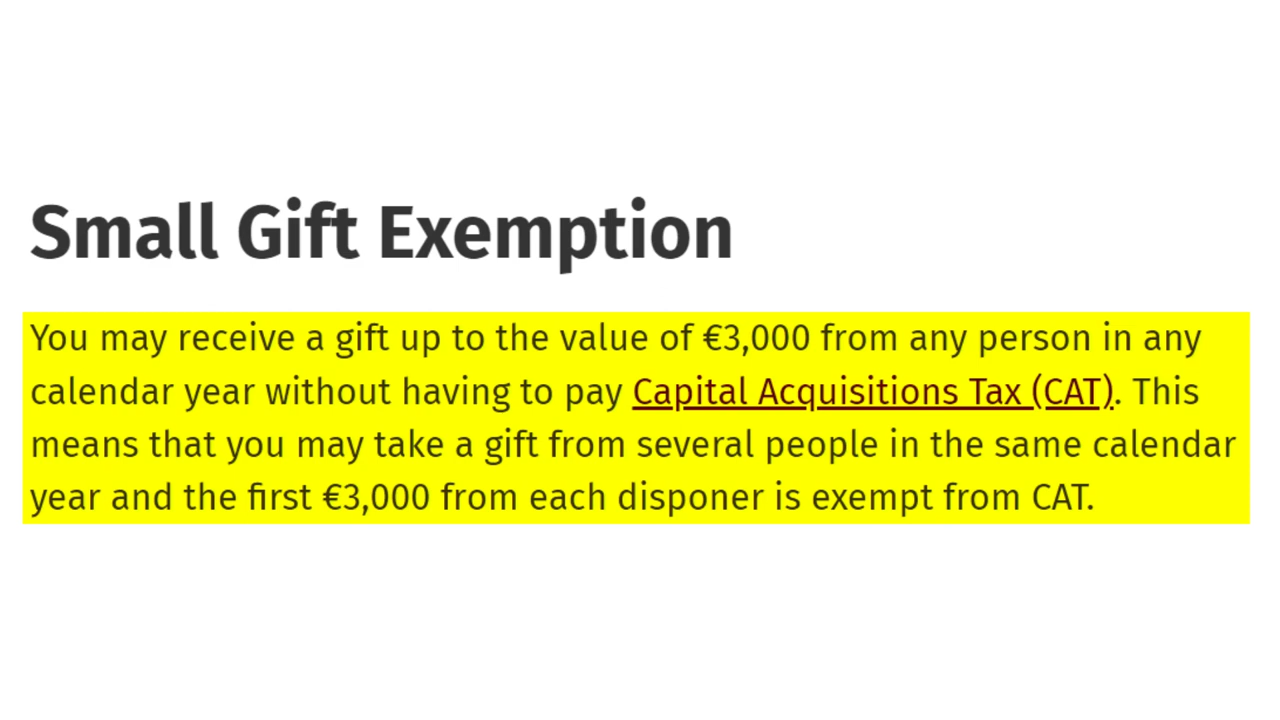 Small Gift Exemption
You may receive a gift up to the value of €3,000 from any person in any
calendar year without having to pay Capital Acquisitions Tax (CAT). This
means that you may take a gift from several people in the same calendar
year and the first €3,000 from each disponer is exempt from CAT.